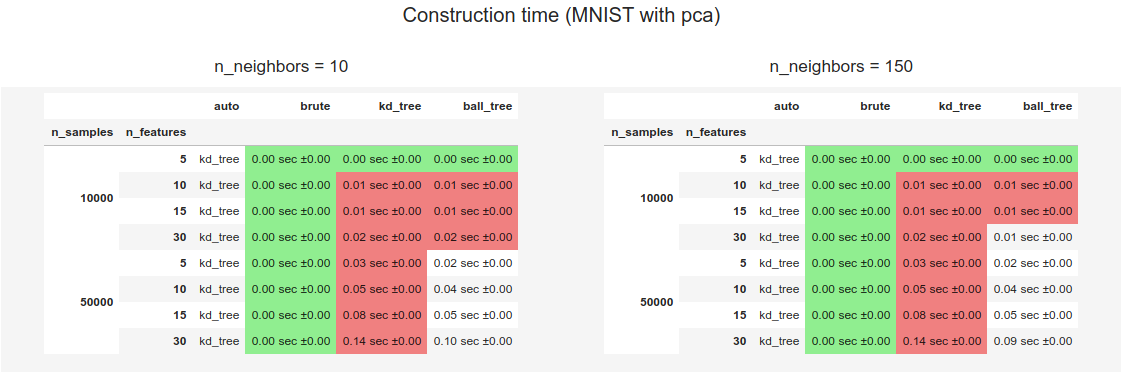 Construction time (MNIST with pca)
n_neighbors = 10
auto brute kd_tree ball_tree
n_samples n_features
10000
5 kd_tree 0.00 sec ±0.00 0.00 sec ±0.00 0.00 sec ±0.00
10 kd_tree 0.00 sec ±0.00 0.01 sec ±0.00 0.01 sec ±0.00
15 kd_tree 0.00 sec ±0.00 0.01 sec ±0.00 0.01 sec ±0.00
30 kd_tree 0.00 sec ±0.00 0.02 sec ±0.00 0.02 sec ±0.00
50000
5 kd_tree 0.00 sec ±0.00 0.03 sec ±0.00 0.02 sec ±0.00
10 kd_tree 0.00 sec ±0.00 0.05 sec ±0.00 0.04 sec ±0.00
15 kd_tree 0.00 sec ±0.00 0.08 sec ±0.00 0.05 sec ±0.00
30 kd_tree 0.00 sec ±0.00 0.14 sec ±0.00 0.10 sec ±0.00
n_neighbors = 150
auto brute kd_tree ball_tree
n_samples n_features
10000
5 kd_tree 0.00 sec ±0.00 0.00 sec ±0.00 0.00 sec ±0.00
10 kd_tree 0.00 sec ±0.00 0.01 sec ±0.00 0.01 sec ±0.00
15 kd_tree 0.00 sec ±0.00 0.01 sec ±0.00 0.01 sec ±0.00
30 kd_tree 0.00 sec ±0.00 0.02 sec ±0.00 0.01 sec ±0.00
50000
5 kd_tree 0.00 sec ±0.00 0.03 sec ±0.00 0.02 sec ±0.00
10 kd_tree 0.00 sec ±0.00 0.05 sec ±0.00 0.04 sec ±0.00
15 kd_tree 0.00 sec ±0.00 0.08 sec ±0.00 0.05 sec ±0.00
30 kd_tree 0.00 sec ±0.00 0.14 sec ±0.00 0.09 sec ±0.00